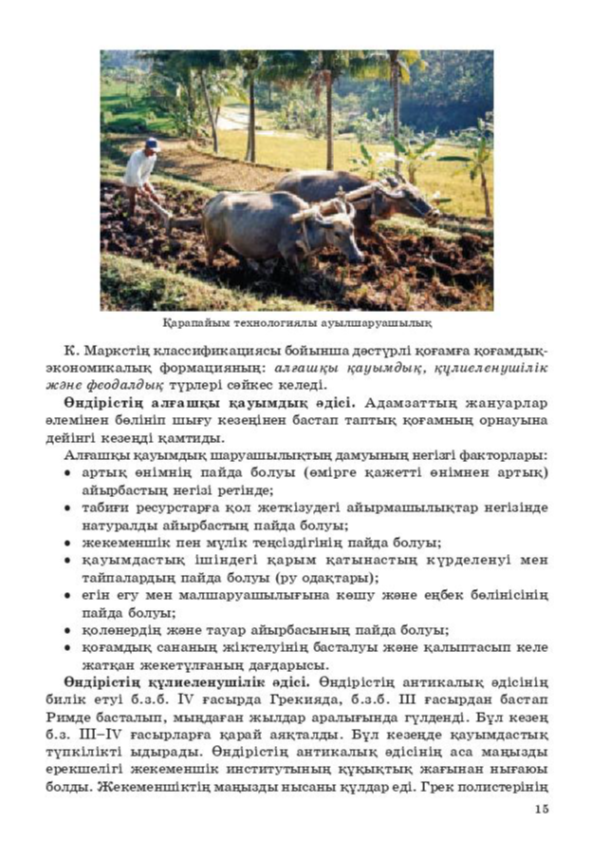 Қарапайым технологиялы ауылшаруашылық
К. Маркстің классификациясы бойынша дәстүрлі қоғамға қоғамдық-
экономикалық формацияның: алғашқы қауымдық, құлиеленушілік
және феодалдық түрлері сәйкес келеді.
Өндірістің алғашқы қауымдық әдісі. Адамзаттың жануарлар
әлемінен бөлініп шығу кезеңінен бастап таптық қоғамның орнауына
дейінгі кезеңді қамтиды.
Алғашқы қауымдық шаруашылықтың дамуының негізгі факторлары:
• артық өнімнің пайда болуы (өмірге қажетті өнімнен артық)
айырбастың негізі ретінде;
• табиғи ресурстарға қол жеткізудегі айырмашылықтар негізінде
натуралды айырбастың пайда болуы;
• жекеменшік пен мүлік теңсіздігінің пайда болуы;
• қауымдастық ішіндегі қарым қатынастың күрделенуі мен
тайпалардың пайда болуы (ру одақтары);
• егін егу мен малшаруашылығына көшу және еңбек бөлінісінің
пайда болуы;
• қолөнердің және тауар айырбасының пайда болуы;
• қоғамдық сананың жіктелуінің басталуы және қалыптасып келе
жатқан жекетұлғаның дағдарысы.
Өндірістің құлиеленушілік әдісі. Өндірістің антикалық әдісінің
билік етуі б.з.б. IV ғасырда Грекияда, б.з.б. III ғасырдан бастап
Римде басталып, мыңдаған жылдар аралығында гүлденді. Бұл кезең
б.з. III–IV ғасырларға қарай аяқталды. Бұл кезеңде қауымдастық
түпкілікті ыдырады. Өндірістің антикалық әдісінің аса маңызды
ерекшелігі жекеменшік институтының құқықтық жағынан нығаюы
болды. Жекеменшіктің маңызды нысаны құлдар еді. Грек полистерінің
15